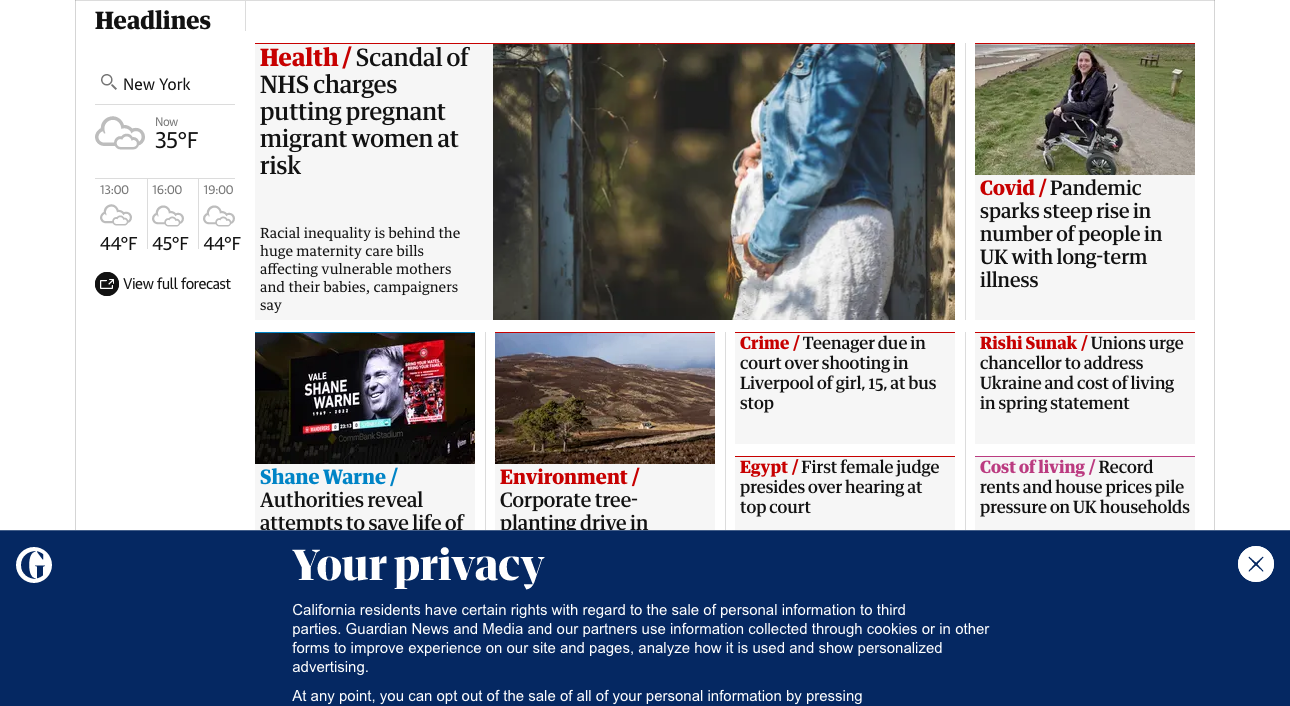 Headlines
New York
Now
35°F
13:00
16:00
19:00
44°F
45°F
44°F
View full forecast
Health / Scandal of
NHS charges
putting pregnant
migrant women at
risk
Racial inequality is behind the
huge maternity care bills
affecting vulnerable mothers
and their babies, campaigners
say
Covid / Pandemic
sparks steep rise in
number of people in
UK with long-term
illness
VALE
SHANE
WARNE
1969 - 2022
CommBank Stadium
Shane Warne /
Authorities reveal
attempts to save life of
Environment /
Corporate tree-
planting drive in
Crime / Teenager due in
court over shooting in
Liverpool of girl, 15, at bus
stop
Egypt / First female judge
presides over hearing at
top court
Rishi Sunak / Unions urge
chancellor to address
Ukraine and cost of living
in spring statement
Cost of living / Record
rents and house prices pile
pressure on UK households
Your privacy
California residents have certain rights with regard to the sale of personal information to third
parties. Guardian News and Media and our partners use information collected through cookies or in other
forms to improve experience on our site and pages, analyze how it is used and show personalized
advertising.
At any point, you can opt out of the sale of all of your personal information by pressing